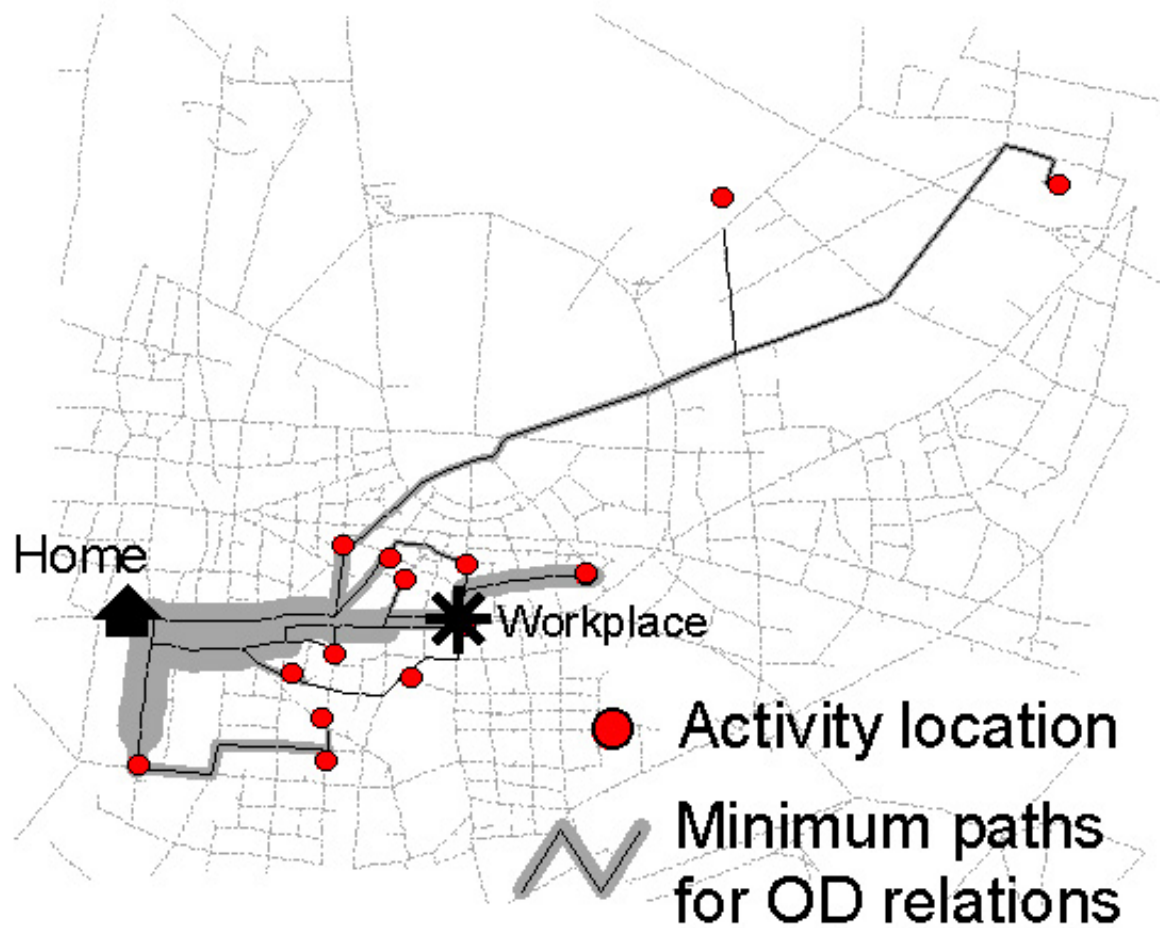 Home
Workplace
Activity location
Minimum paths
for OD relations